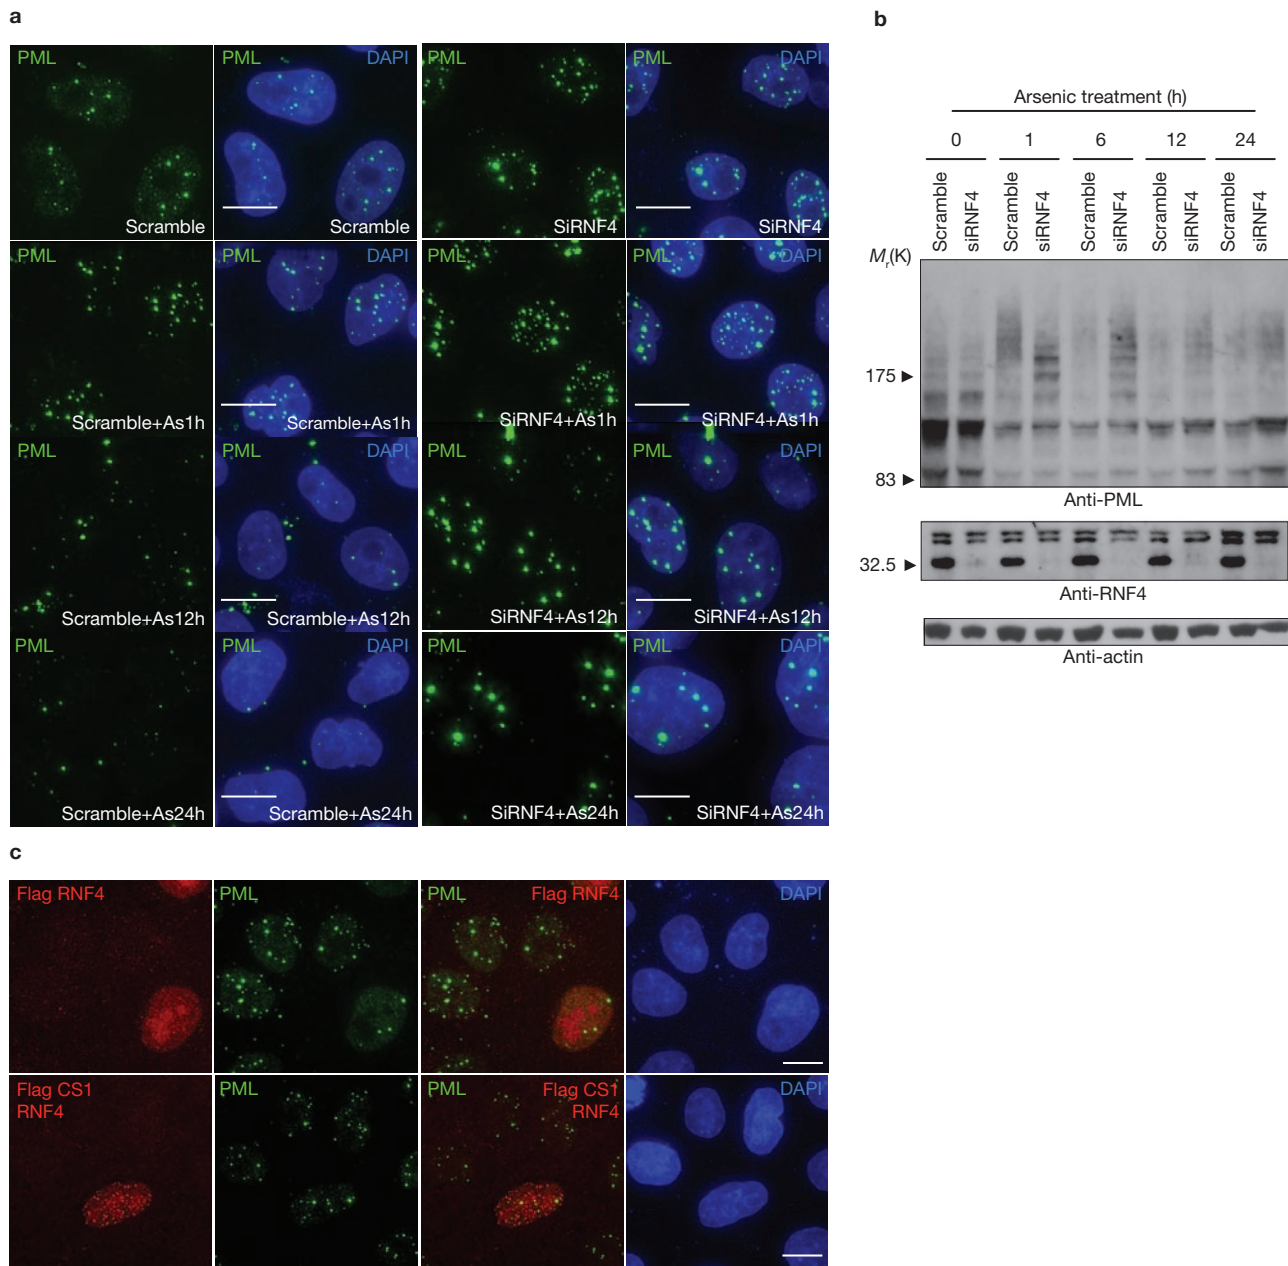 a
PML
PML DAPI
PML
PML DAPI
Scramble
Scramble
SiRNF4
SiRNF4
PML
PML DAPI
PML
PML DAPI
Scramble+As1h
Scramble+As1h
SiRNF4+As1h
SiRNF4+As1h
PML
PML DAPI
PML
PML DAPI
Scramble+As12h
Scramble+As12h
SiRNF4+As12h
SiRNF4+As12h
PML
PML DAPI
PML
PML DAPI
Scramble+As24h
Scramble+As24h
SiRNF4+As24h
SiRNF4+As24h
b
Arsenic treatment (h)
0 1 6 12 24
Scramble
siRNF4
Scramble
siRNF4
Scramble
siRNF4
Scramble
siRNF4
Scramble
siRNF4
Mr(K)
175
83
Anti-PML
32.5
Anti-RNF4
Anti-actin
c
Flag RNF4
PML
PML Flag RNF4
DAPI
Flag CS1
RNF4
PML
PML Flag CS1
RNF4
DAPI